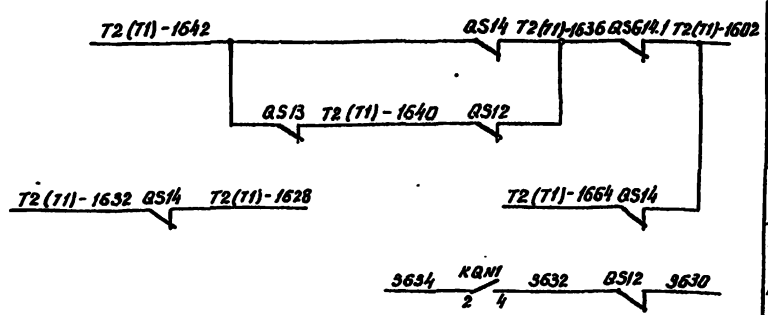 T2(T1)-1642 QS14 T2(T1)-1636 QSG14.1 T2(T1)-1602
QS13 T2(T1)-1640 QS12
T2(T1)-1632 QS14 T2(T1)-1628 T2(T1)-1664 QS14
3634 KQN1 3632 QS12 3630
2 4